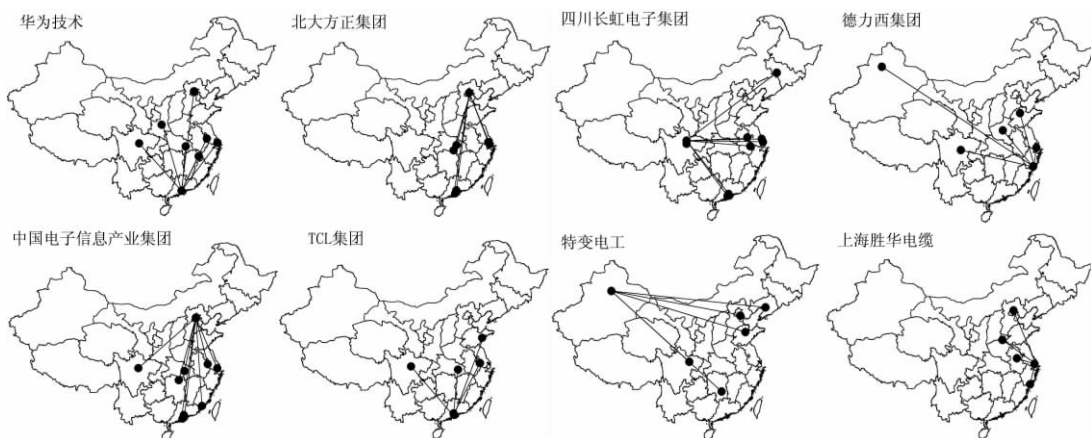 华为技术
北大方正集团
四川长虹电子集团
德力西集团
中国电子信息产业集团
TCL集团
特变电工
上海胜华电缆